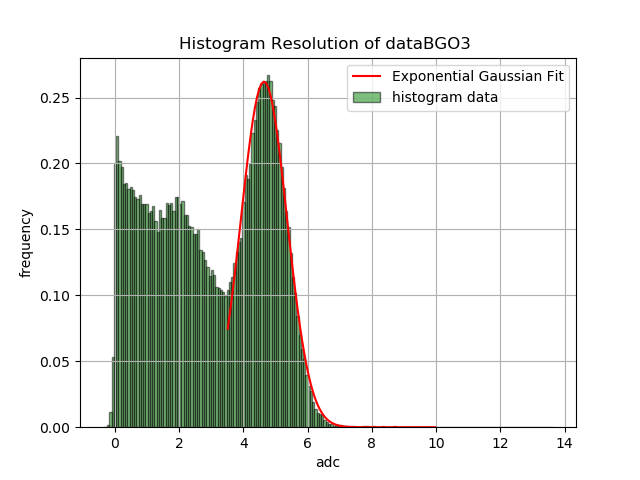 Histogram Resolution of dataBGO3
Exponential Gaussian Fit
histogram data
frequency
0.25
0.20
0.15
0.10
0.05
0.00
0 2 4 6 8 10 12 14
adc